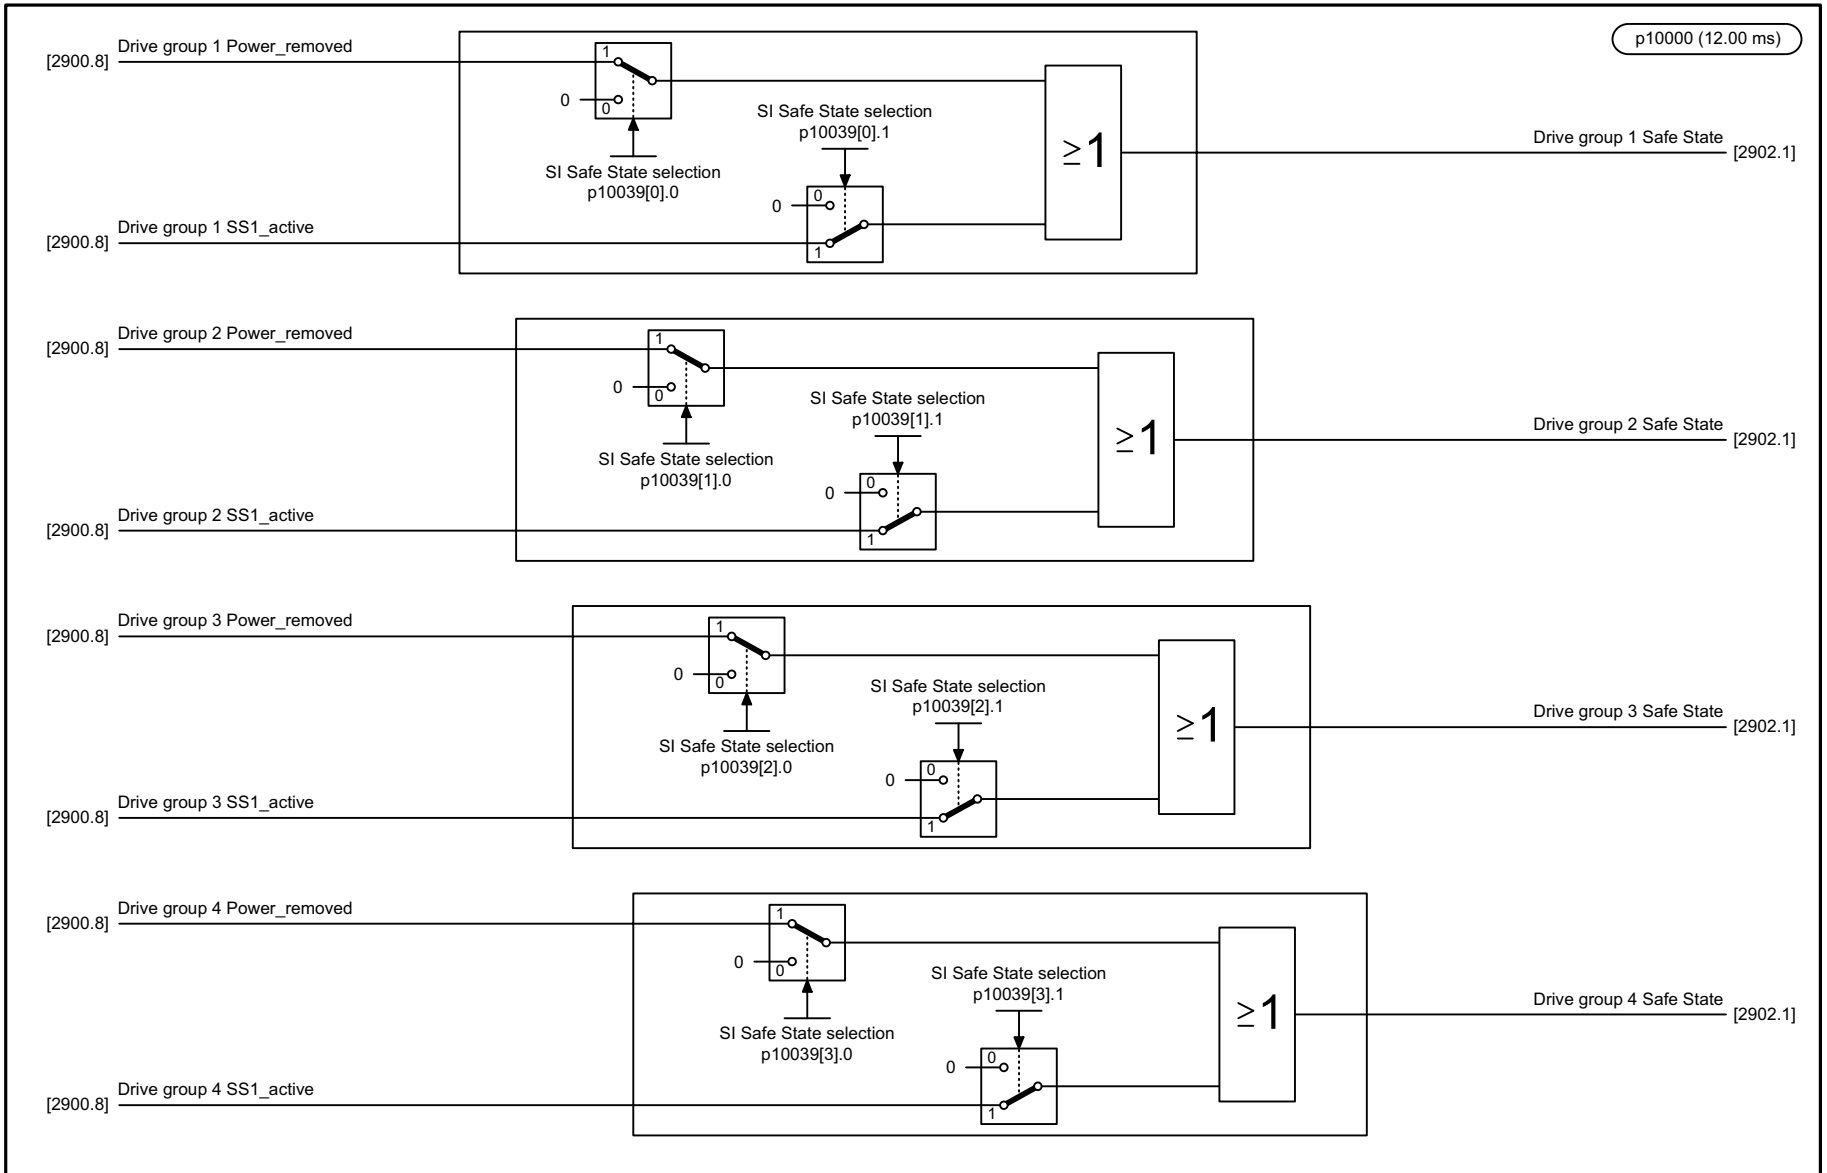 p10000 (12.00 ms)
Drive group 1 Power_removed
[2900.8]
1
0
0
SI Safe State selection
p10039[0].0
SI Safe State selection
p10039[0].1
0
0
1
≥1
Drive group 1 Safe State
[2902.1]
Drive group 1 SS1_active
[2900.8]
Drive group 2 Power_removed
[2900.8]
1
0
0
SI Safe State selection
p10039[1].0
SI Safe State selection
p10039[1].1
0
0
1
≥1
Drive group 2 Safe State
[2902.1]
Drive group 2 SS1_active
[2900.8]
Drive group 3 Power_removed
[2900.8]
1
0
0
SI Safe State selection
p10039[2].0
SI Safe State selection
p10039[2].1
0
0
1
≥1
Drive group 3 Safe State
[2902.1]
Drive group 3 SS1_active
[2900.8]
Drive group 4 Power_removed
[2900.8]
1
0
0
SI Safe State selection
p10039[3].0
SI Safe State selection
p10039[3].1
0
0
1
≥1
Drive group 4 Safe State
[2902.1]
Drive group 4 SS1_active
[2900.8]